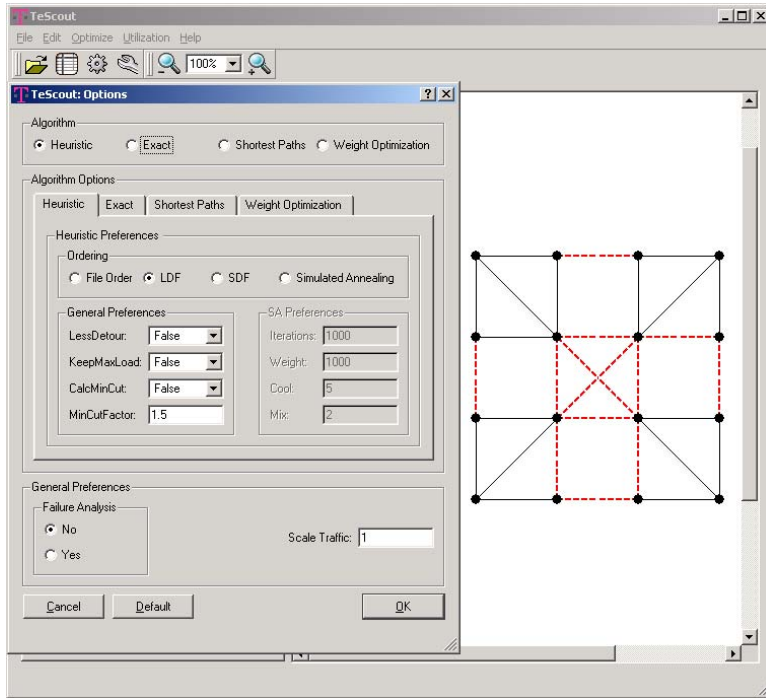 TeScout
File Edit Optimize Utilization Help
100%
TeScout: Options
Algorithm
Heuristic Exact Shortest Paths Weight Optimization
Algorithm Options
Heuristic Exact Shortest Paths Weight Optimization
Heuristic Preferences
Ordering
File Order LDF SDF Simulated Annealing
General Preferences SA Preferences
LessDetour: False Iterations: 1000
KeepMaxLoad: False Weight: 1000
CalcMinCut: False Cool: 5
MinCutFactor: 1.5 Mix: 2
General Preferences
Failure Analysis
No
Scale Traffic: 1
Yes
Cancel Default OK